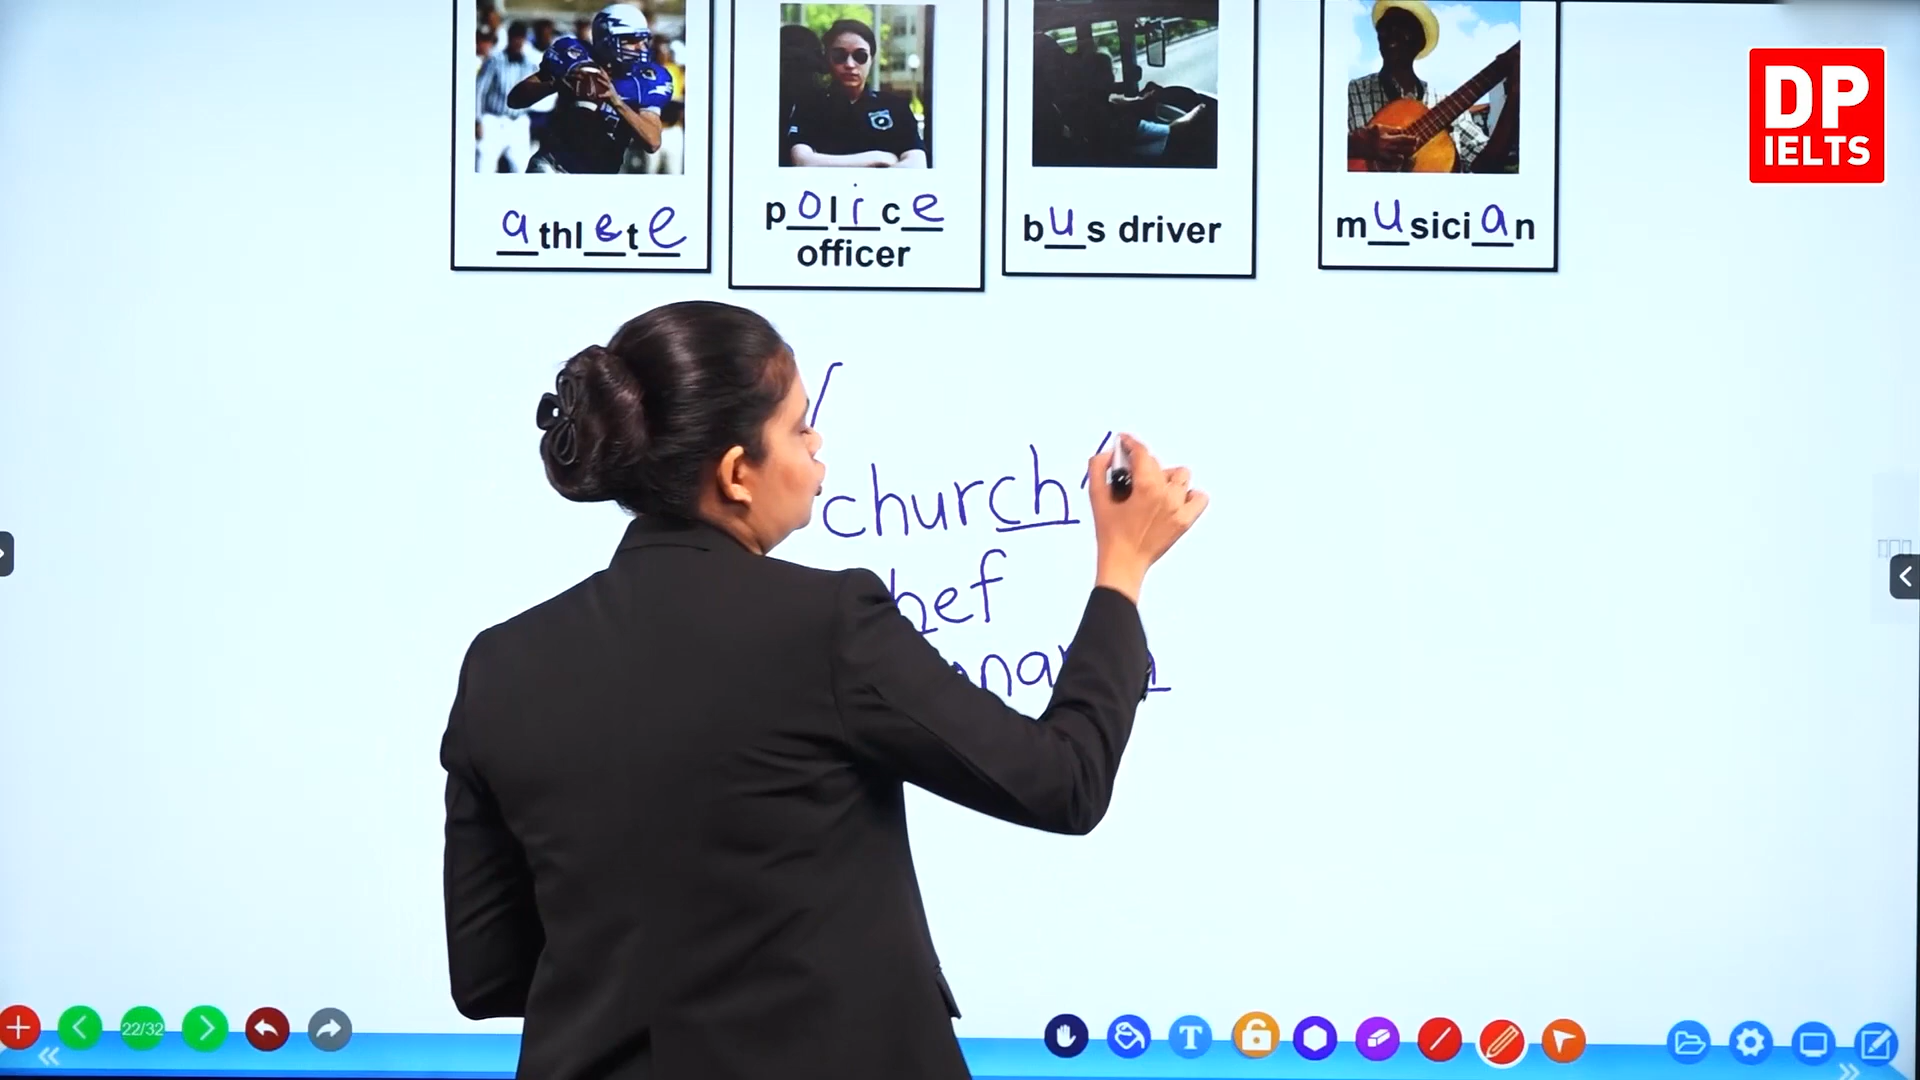 DP
IELTS
athlete
police
officer
bus driver
musician
church
22/32